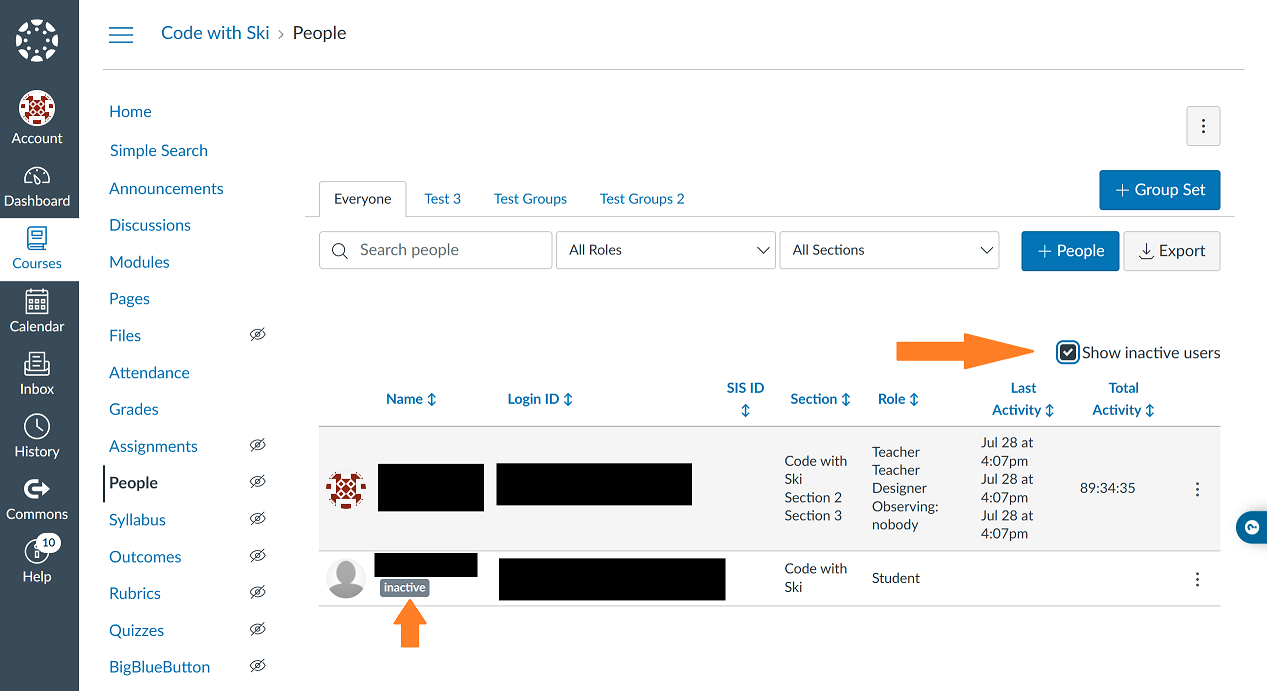 Code with Ski › People
Account
Dashboard
Courses
Calendar
Inbox
History
Commons
10
Help
Home
Simple Search
Announcements
Discussions
Modules
Pages
Files
Attendance
Grades
Assignments
People
Syllabus
Outcomes
Rubrics
Quizzes
BigBlueButton
+ Group Set
Everyone Test 3 Test Groups Test Groups 2
Search people All Roles All Sections + People Export
Show inactive users
Name Login ID SIS ID Section Role Last Activity Total Activity
Code with
Ski
Section 2
Section 3
Teacher
Teacher
Designer
Observing:
nobody
Jul 28 at
4:07pm
Jul 28 at
4:07pm
Jul 28 at
4:07pm
89:34:35
inactive
Code with
Ski
Student